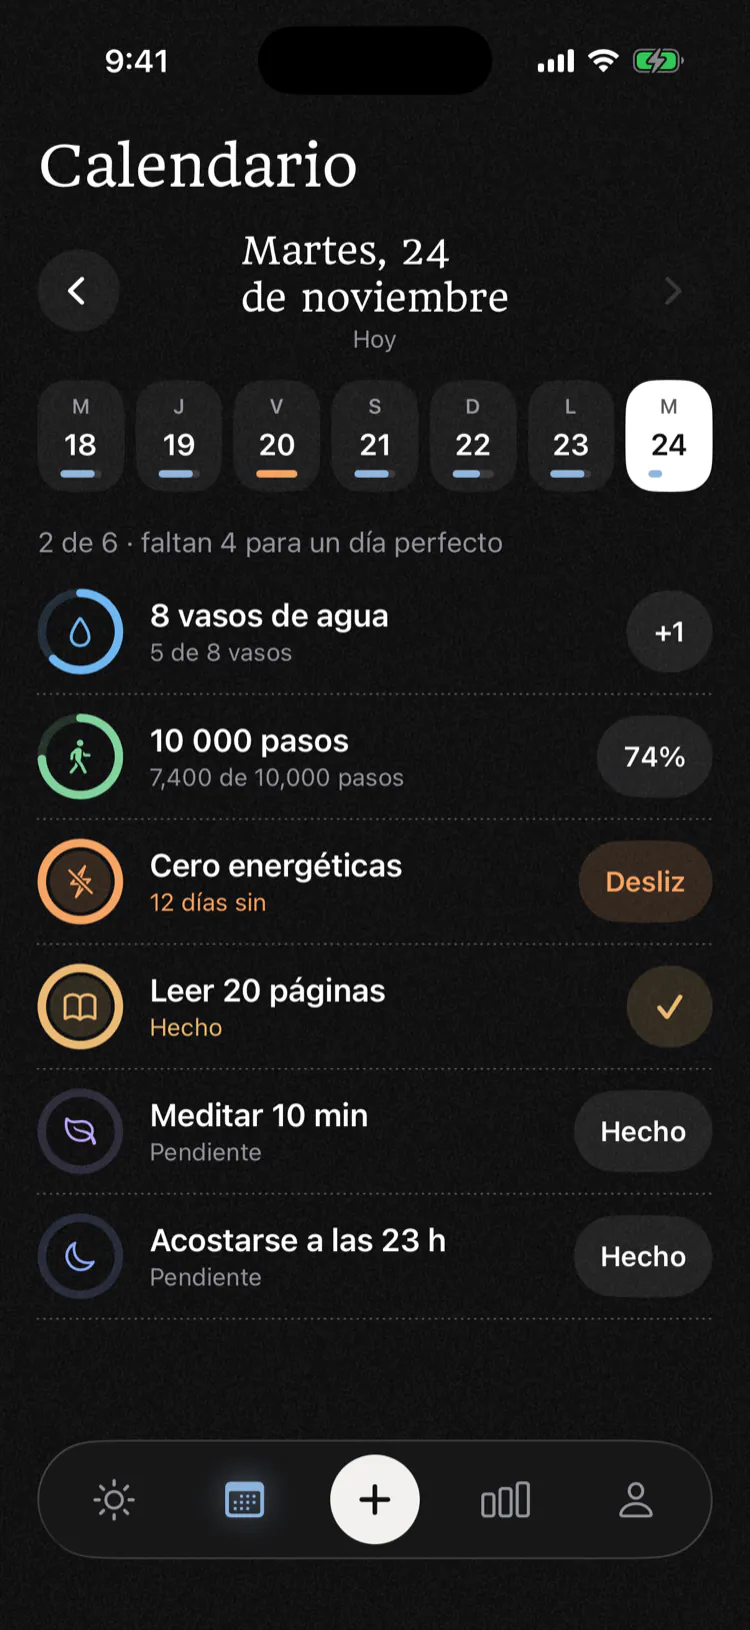 9:41
Calendario
Martes, 24
de noviembre
Hoy
M J V S D L M
18 19 20 21 22 23 24
2 de 6 · faltan 4 para un día perfecto
8 vasos de agua
5 de 8 vasos
+1
10 000 pasos
7,400 de 10,000 pasos
74%
Cero energéticas
12 días sin
Desliz
Leer 20 páginas
Hecho
Meditar 10 min
Pendiente
Hecho
Acostarse a las 23 h
Pendiente
Hecho